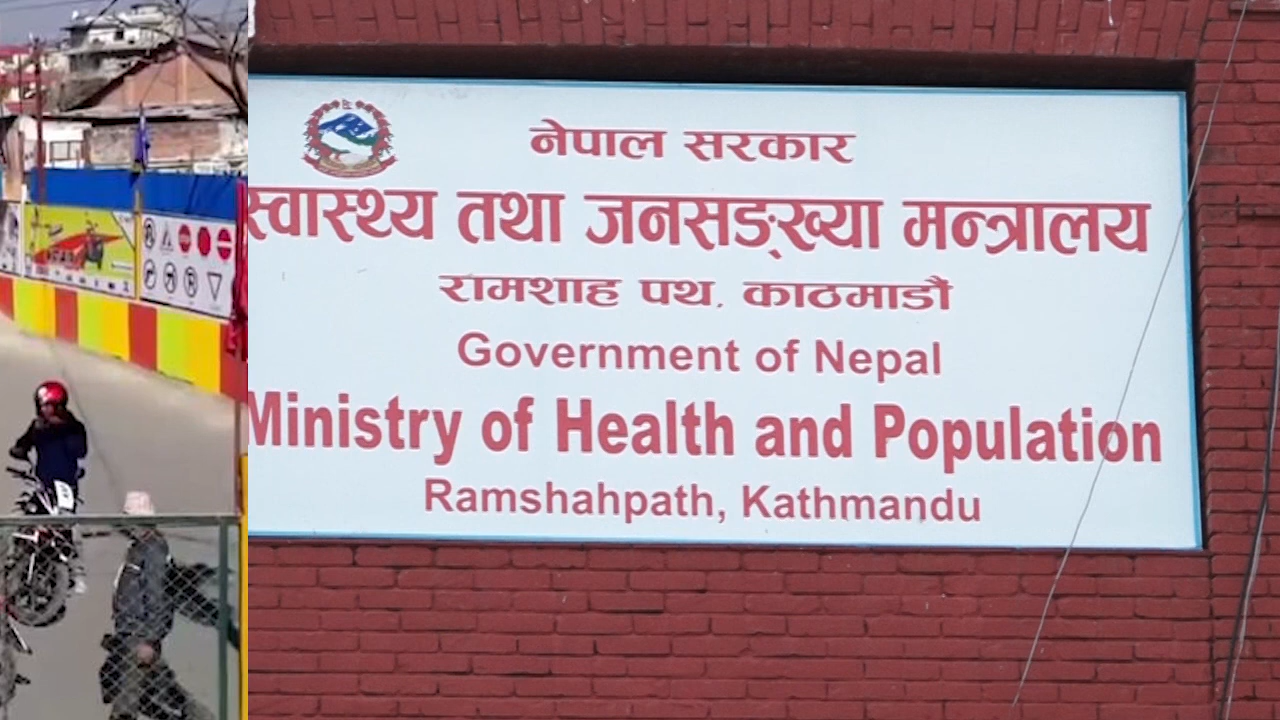 नेपाल सरकार
स्वास्थ्य तथा जनसङ्ख्या मन्त्रालय
रामशाह पथ, काठमाडौं
Government of Nepal
Ministry of Health and Population
Ramshahpath, Kathmandu